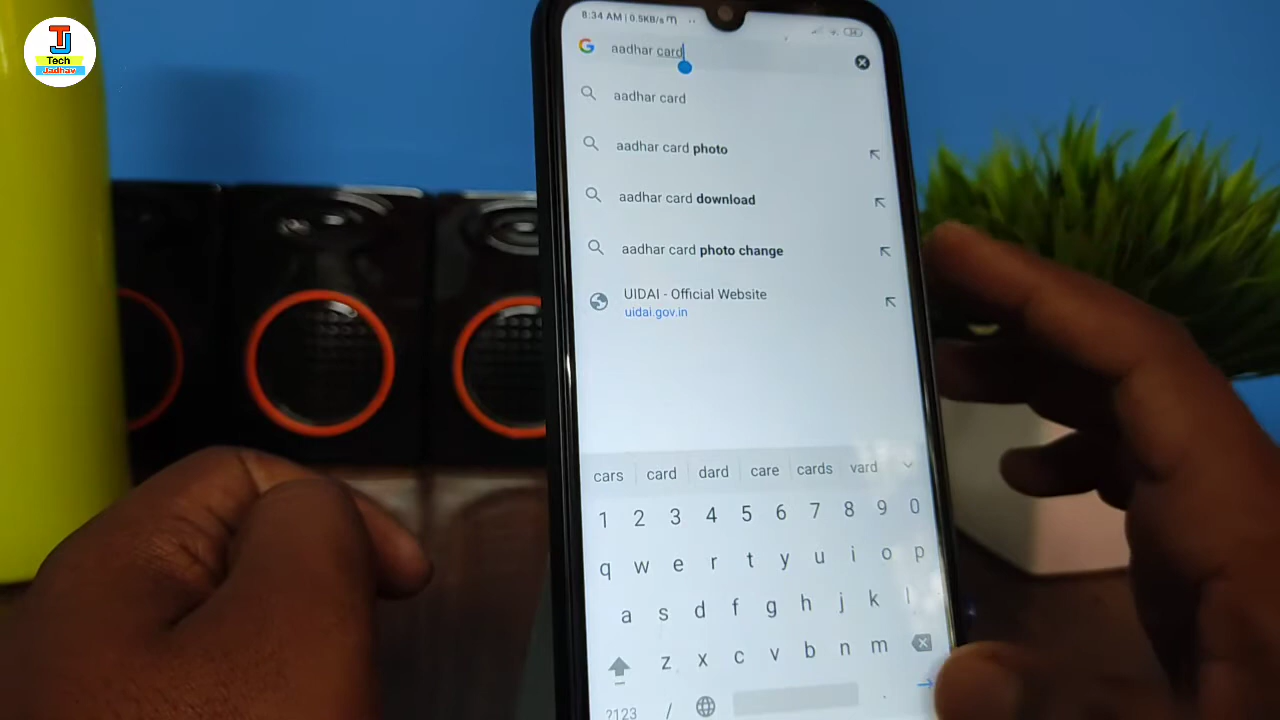 TJ
Tech
Jadhav
8:34 AM | 0.5KB/s
aadhar card
aadhar card
aadhar card photo
aadhar card download
aadhar card photo change
UIDAI - Official Website
uidai.gov.in
cars card dard care cards vard
1 2 3 4 5 6 7 8 9 0
q w e r t y u i o p
a s d f g h j k l
z x c v b n m
?123 / .